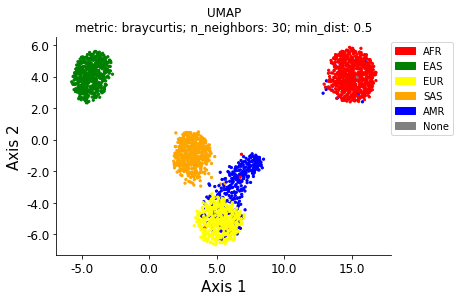 UMAP
metric: braycurtis; n_neighbors: 30; min_dist: 0.5
AFR
EAS
EUR
SAS
AMR
None
6.0
4.0
2.0
0.0
-2.0
-4.0
-6.0
Axis 2
-5.0 0.0 5.0 10.0 15.0
Axis 1